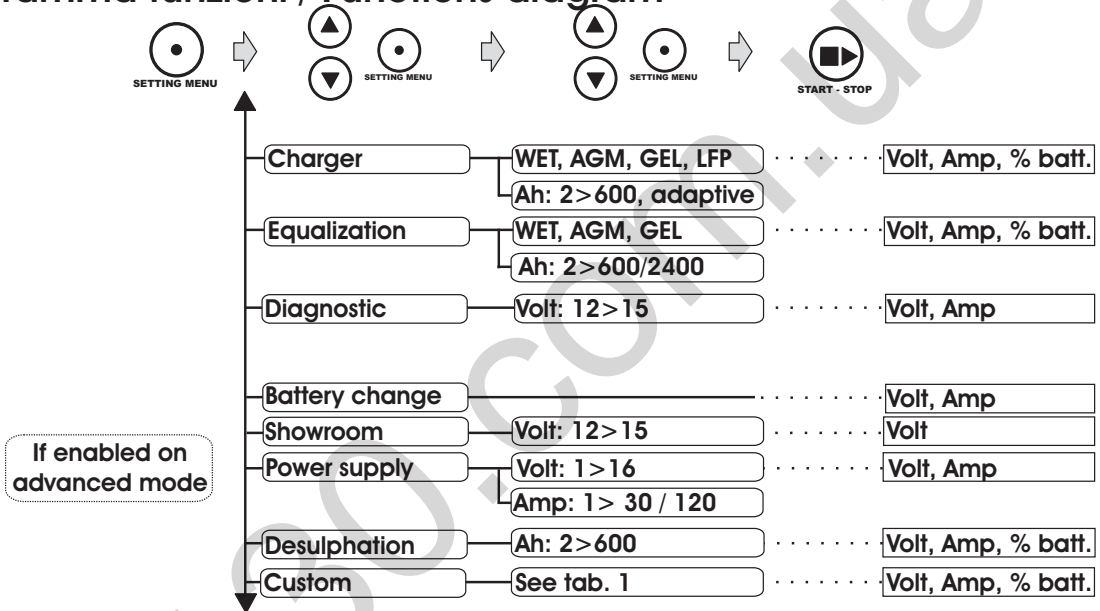 Functions diagram
SETTING MENU
SETTING MENU
SETTING MENU
START - STOP
Charger
WET, AGM, GEL, LFP
Volt, Amp, % batt.
Ah: 2>600, adaptive
Equalization
WET, AGM, GEL
Volt, Amp, % batt.
Ah: 2>600/2400
Diagnostic
Volt: 12>15
Volt, Amp
Battery change
Volt, Amp
Showroom
Volt: 12>15
Volt
If enabled on
advanced mode
Power supply
Volt: 1>16
Volt, Amp
Amp: 1> 30 / 120
Desulphation
Ah: 2>600
Volt, Amp, % batt.
Custom
See tab. 1
Volt, Amp, % batt.